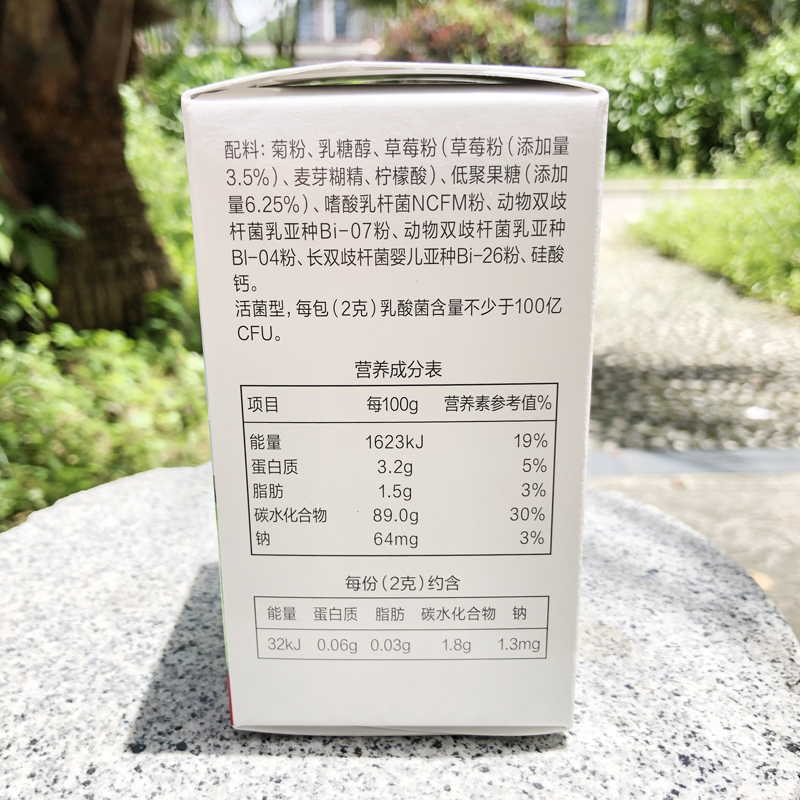 配料：菊粉、乳糖醇、草莓粉（草莓粉（添加量
3.5%）、麦芽糊精、柠檬酸）、低聚果糖（添加
量6.25%）、嗜酸乳杆菌NCFM粉、动物双歧
杆菌乳亚种Bi-07粉、动物双歧杆菌乳亚种
Bl-04粉、长双歧杆菌婴儿亚种Bi-26粉、硅酸
钙。
活菌型，每包（2克）乳酸菌含量不少于100亿
CFU。
营养成分表
项目 每100g 营养素参考值%
能量 1623kJ 19%
蛋白质 3.2g 5%
脂肪 1.5g 3%
碳水化合物 89.0g 30%
钠 64mg 3%
每份（2克）约含
能量 蛋白质 脂肪 碳水化合物 钠
32kJ 0.06g 0.03g 1.8g 1.3mg